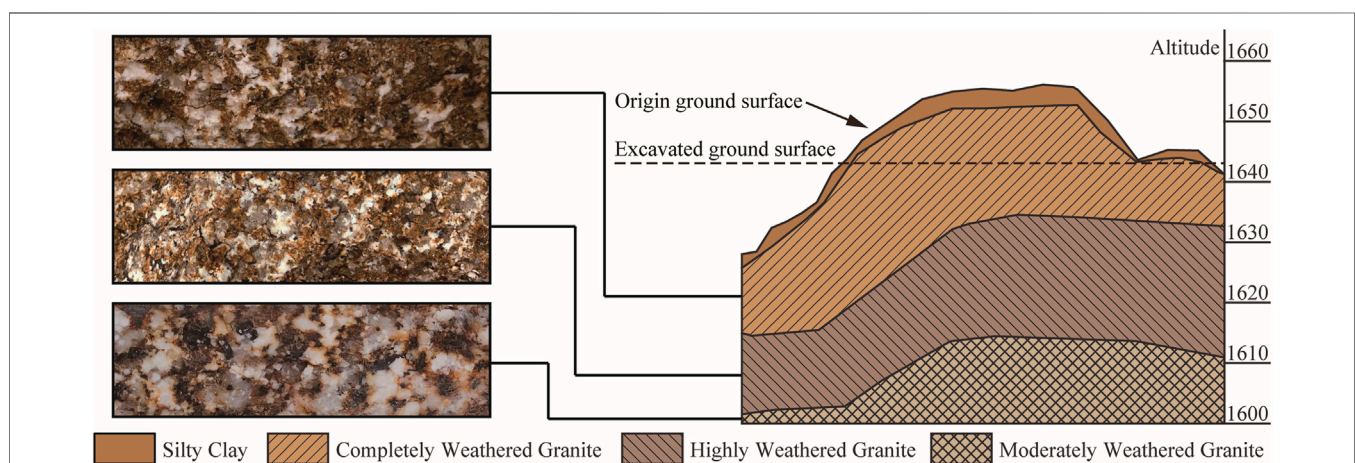 Altitude
1660
Origin ground surface
1650
Excavated ground surface
1640
1630
1620
1610
1600
Silty Clay
Completely Weathered Granite
Highly Weathered Granite
Moderately Weathered Granite